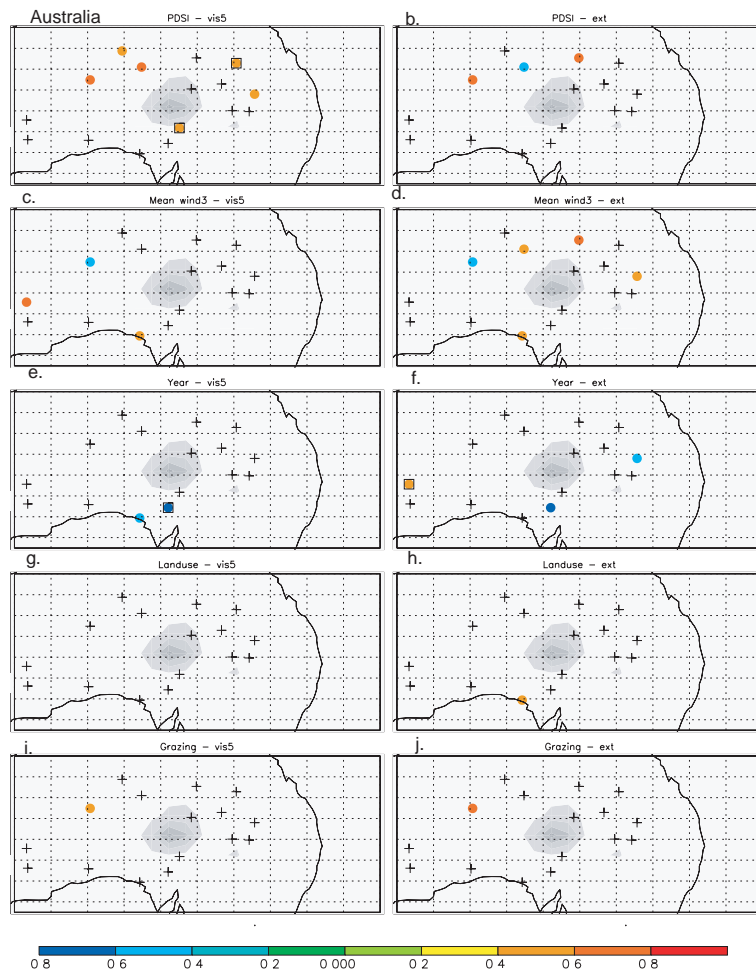 Australia
PDSI – vis5
b.
PDSI – ext
c.
Mean wind3 – vis5
d.
Mean wind3 – ext
e.
Year – vis5
f.
Year – ext
g.
Landuse – vis5
h.
Landuse – ext
i.
Grazing – vis5
j.
Grazing – ext
0 8 0 6 0 4 0 2 0 000 0 2 0 4 0 6 0 8